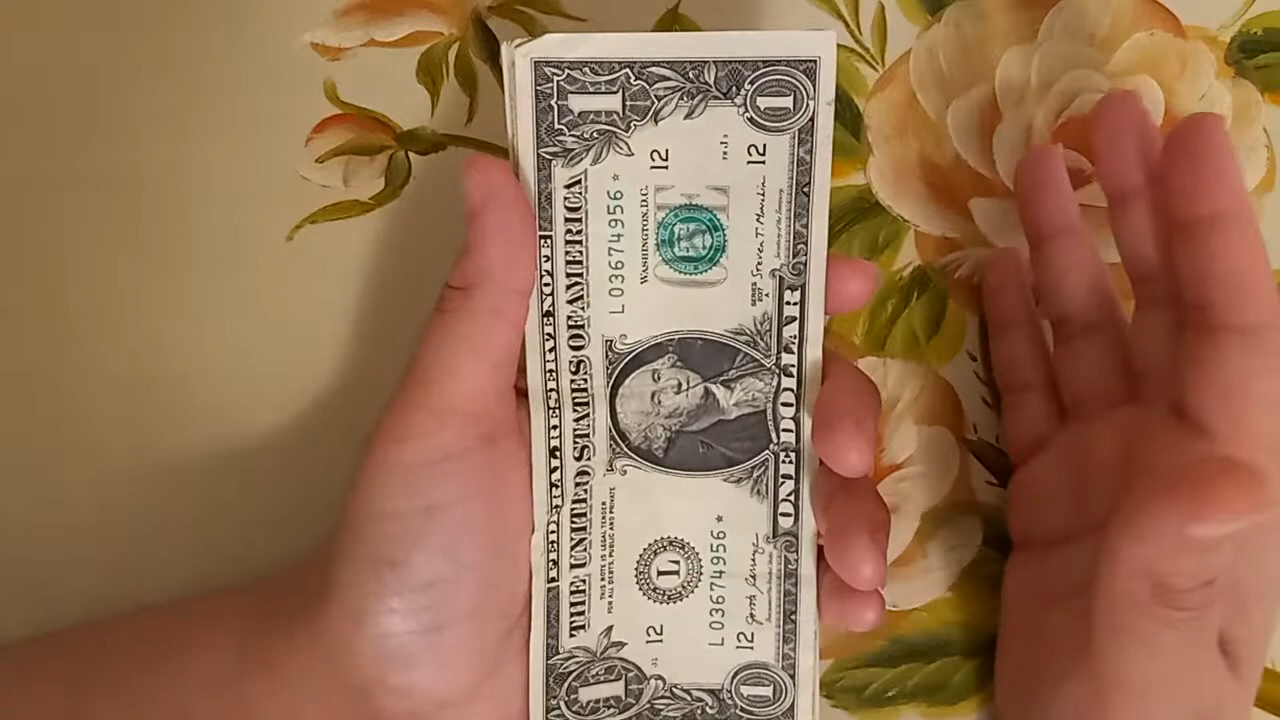 FEDERAL RESERVE NOTE
THE UNITED STATES OF AMERICA
THIS NOTE IS LEGAL TENDER
FOR ALL DEBTS, PUBLIC AND PRIVATE
L 03674956 ★
WASHINGTON, D.C.
12
12
12
12
L
L 03674956 ★
ONE
SERIES
2017
A
Steven T. Mnuchin
Secretary of the Treasury
ONE DOLLAR
1
1
1
1